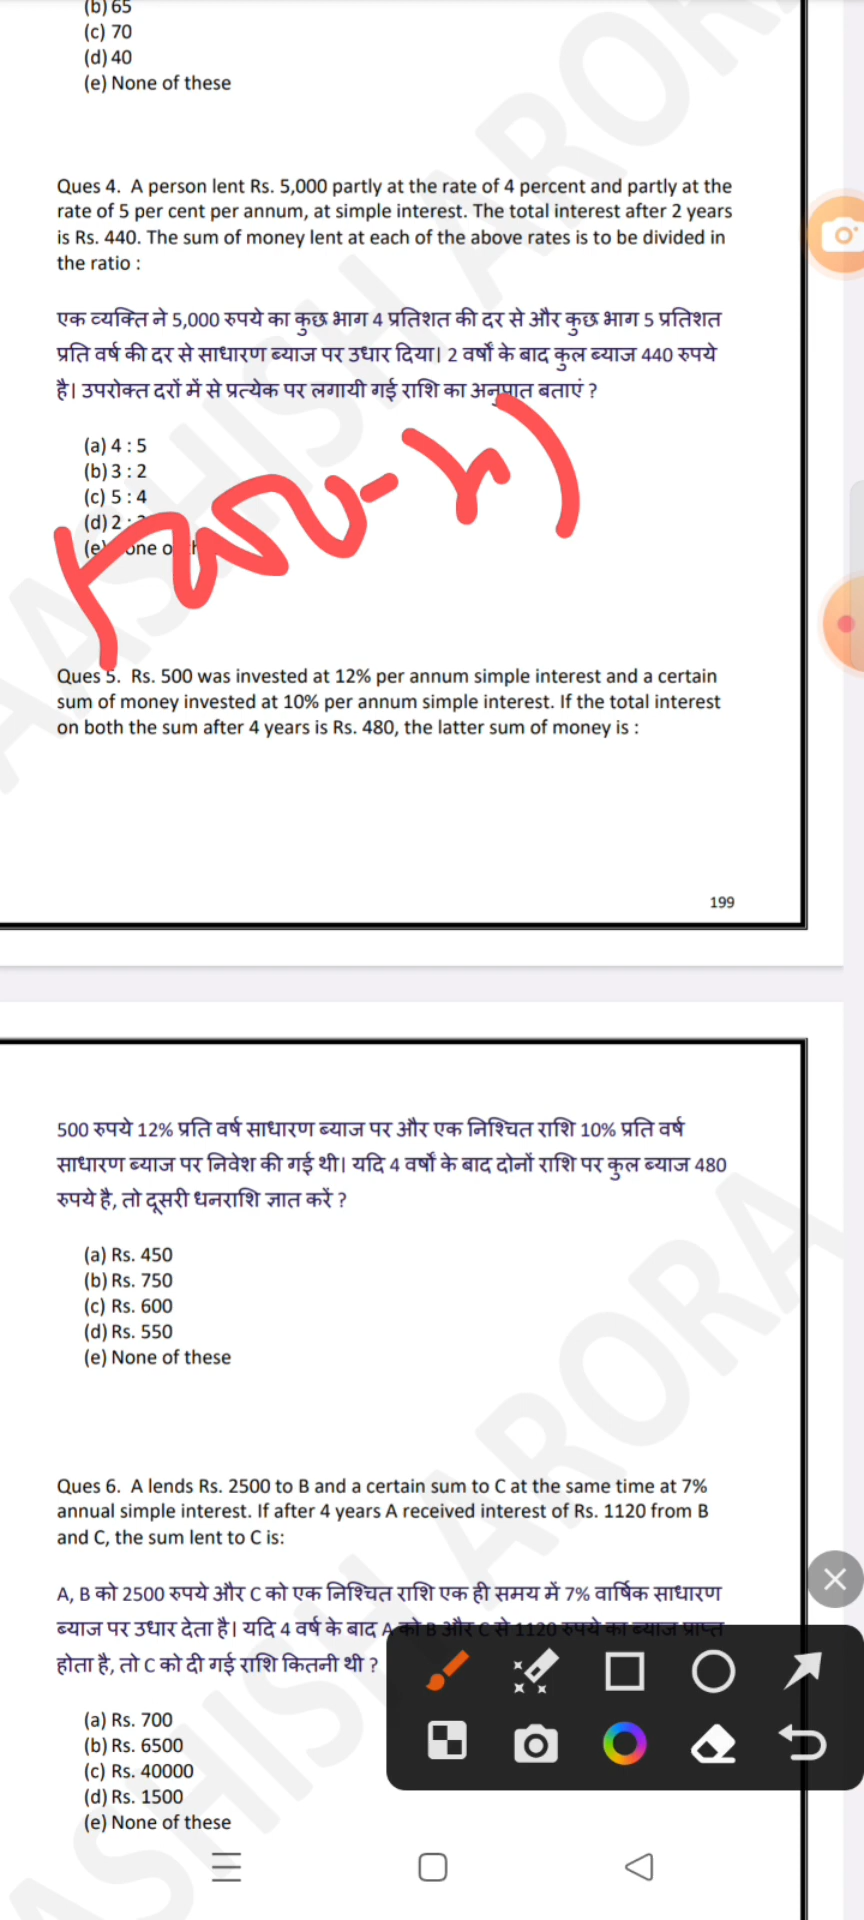 (b) 65
(c) 70
(d) 40
(e) None of these
Ques 4. A person lent Rs. 5,000 partly at the rate of 4 percent and partly at the
rate of 5 per cent per annum, at simple interest. The total interest after 2 years
is Rs. 440. The sum of money lent at each of the above rates is to be divided in
the ratio :
एक व्यक्ति ने 5,000 रुपये का कुछ भाग 4 प्रतिशत की दर से और कुछ भाग 5 प्रतिशत
प्रति वर्ष की दर से साधारण ब्याज पर उधार दिया। 2 वर्षों के बाद कुल ब्याज 440 रुपये
है। उपरोक्त दरों में से प्रत्येक पर लगायी गई राशि का अनुपात बताएं ?
(a) 4 : 5
(b) 3 : 2
(c) 5 : 4
(d) 2 :
Ques 5. Rs. 500 was invested at 12% per annum simple interest and a certain
sum of money invested at 10% per annum simple interest. If the total interest
on both the sum after 4 years is Rs. 480, the latter sum of money is :
199
500 रुपये 12% प्रति वर्ष साधारण ब्याज पर और एक निश्चित राशि 10% प्रति वर्ष
साधारण ब्याज पर निवेश की गई थी। यदि 4 वर्षों के बाद दोनों राशि पर कुल ब्याज 480
रुपये है, तो दूसरी धनराशि ज्ञात करें ?
(a) Rs. 450
(b) Rs. 750
(c) Rs. 600
(d) Rs. 550
(e) None of these
Ques 6. A lends Rs. 2500 to B and a certain sum to C at the same time at 7%
annual simple interest. If after 4 years A received interest of Rs. 1120 from B
and C, the sum lent to C is:
A, B को 2500 रुपये और C को एक निश्चित राशि एक ही समय में 7% वार्षिक साधारण
ब्याज पर उधार देता है। यदि 4 वर्ष के बाद A को B और C से 1120 रुपये का ब्याज प्राप्त
होता है, तो C को दी गई राशि कितनी थी ?
(a) Rs. 700
(b) Rs. 6500
(c) Rs. 40000
(d) Rs. 1500
(e) None of these
AASHISH ARORA